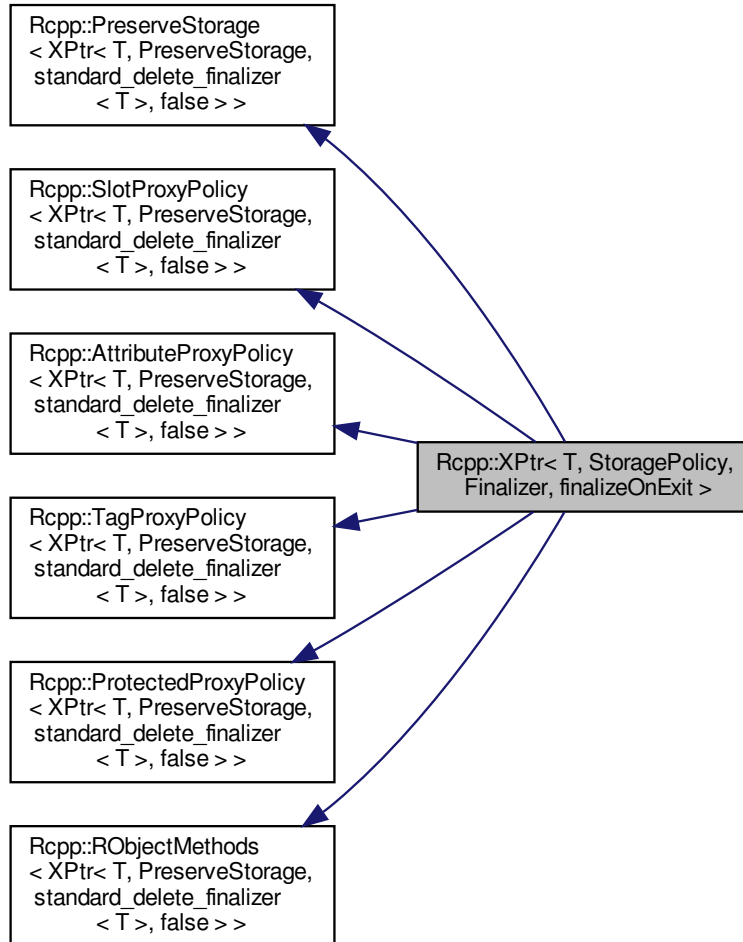 Rcpp::PreserveStorage
< XPtr< T, PreserveStorage,
standard_delete_finalizer
< T >, false > >
Rcpp::SlotProxyPolicy
< XPtr< T, PreserveStorage,
standard_delete_finalizer
< T >, false > >
Rcpp::AttributeProxyPolicy
< XPtr< T, PreserveStorage,
standard_delete_finalizer
< T >, false > >
Rcpp::XPtr< T, StoragePolicy,
Finalizer, finalizeOnExit >
Rcpp::TagProxyPolicy
< XPtr< T, PreserveStorage,
standard_delete_finalizer
< T >, false > >
Rcpp::ProtectedProxyPolicy
< XPtr< T, PreserveStorage,
standard_delete_finalizer
< T >, false > >
Rcpp::RObjectMethods
< XPtr< T, PreserveStorage,
standard_delete_finalizer
< T >, false > >